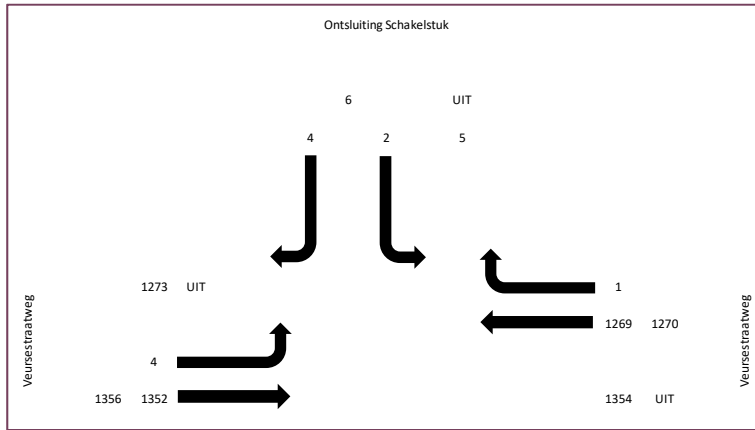 Ontsluiting Schakelstuk
6 UIT
4 2 5
1273 UIT 1
Veursestraatweg
1269 1270
Veursestraatweg
4
1356 1352 1354 UIT